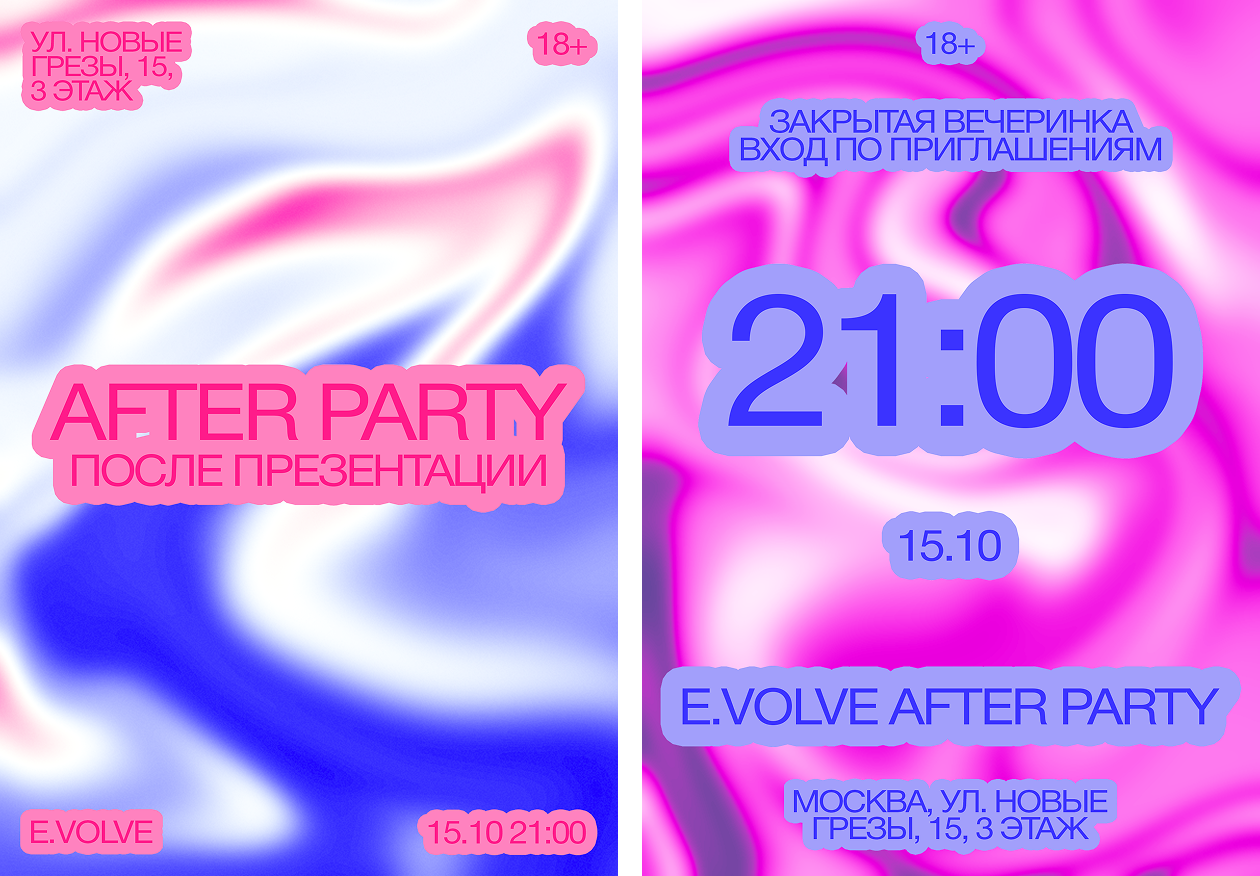 УЛ. НОВЫЕ
ГРЕЗЫ, 15,
3 ЭТАЖ
18+
AFTER PARTY
ПОСЛЕ ПРЕЗЕНТАЦИИ
E.VOLVE
15.10 21:00
18+
ЗАКРЫТАЯ ВЕЧЕРИНКА
ВХОД ПО ПРИГЛАШЕНИЯМ
21:00
15.10
E.VOLVE AFTER PARTY
МОСКВА, УЛ. НОВЫЕ
ГРЕЗЫ, 15, 3 ЭТАЖ